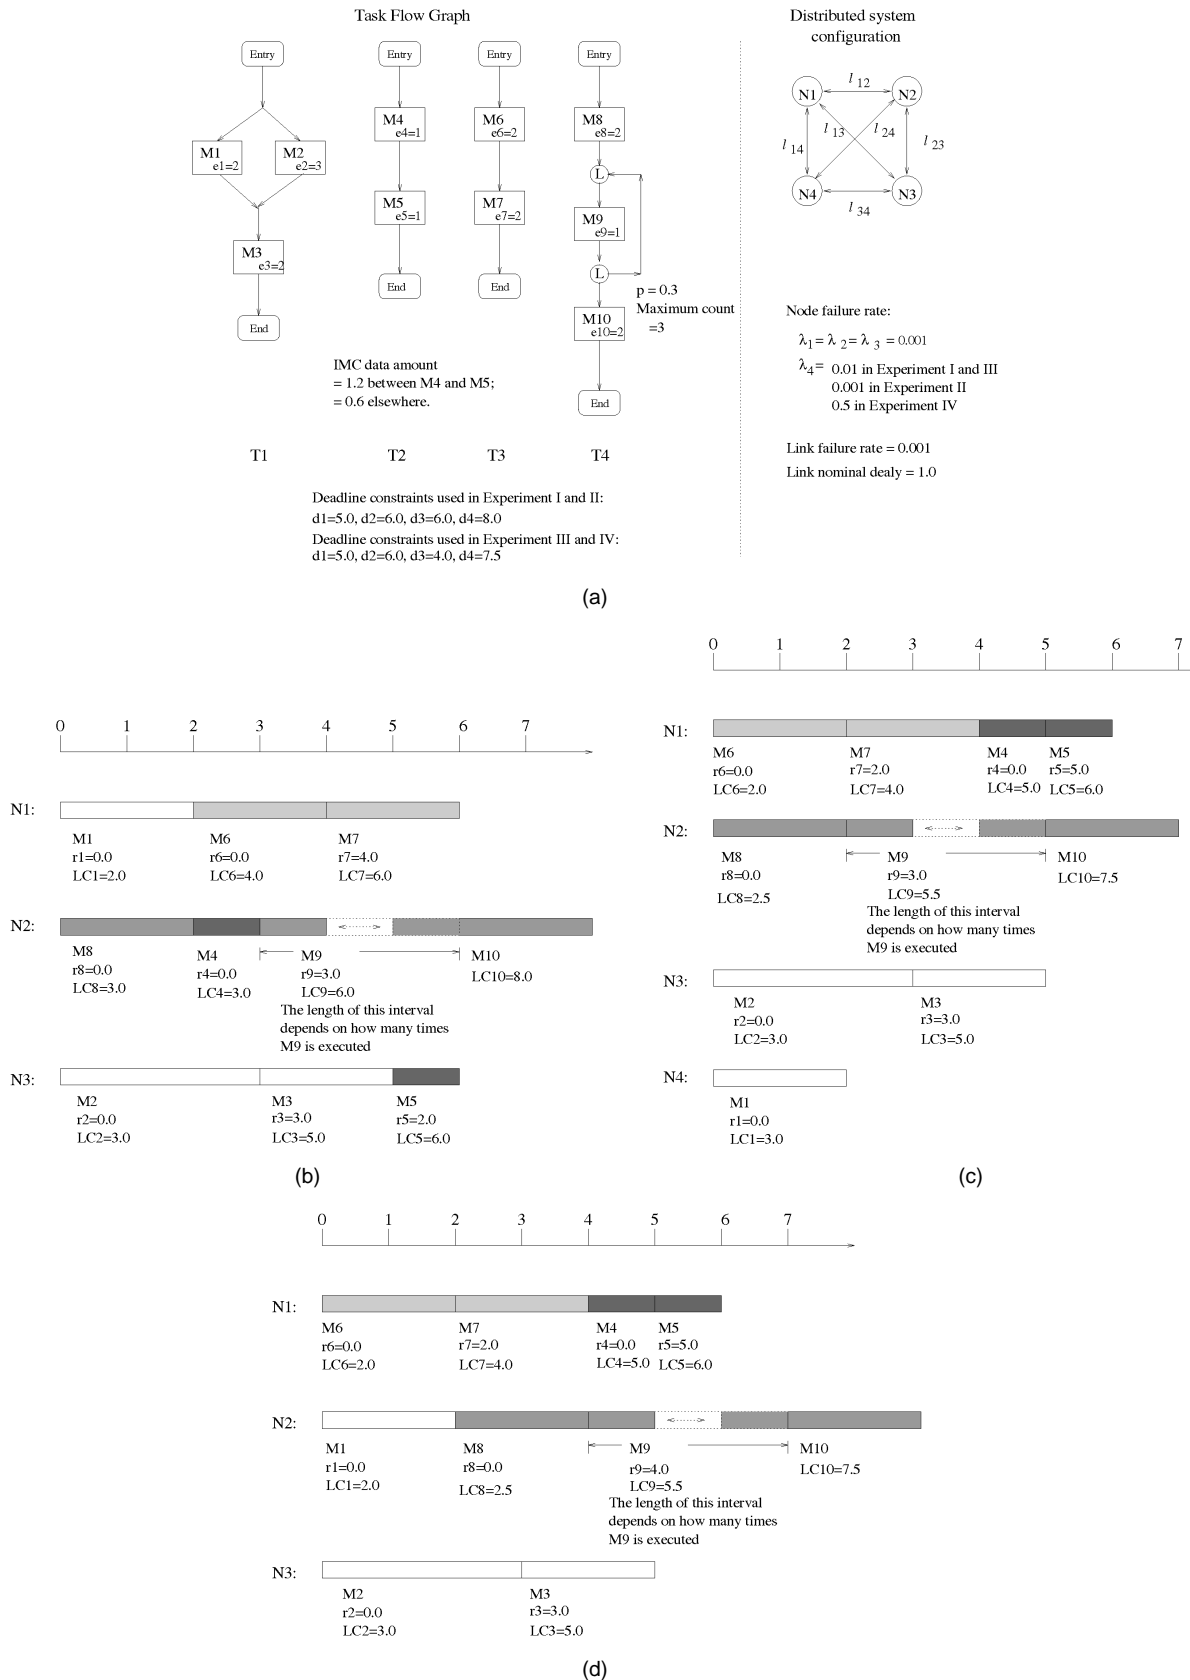 Task Flow Graph
Distributed system
configuration
Entry
Entry
Entry
Entry
M1
e1=2
M2
e2=3
M3
e3=2
End
M4
e4=1
M5
e5=1
End
M6
e6=2
M7
e7=2
End
M8
e8=2
L
M9
e9=1
L
M10
e10=2
End
p = 0.3
Maximum count
=3
IMC data amount
= 1.2 between M4 and M5;
= 0.6 elsewhere.
T1
T2
T3
T4
Deadline constraints used in Experiment I and II:
d1=5.0, d2=6.0, d3=6.0, d4=8.0
Deadline constraints used in Experiment III and IV:
d1=5.0, d2=6.0, d3=4.0, d4=7.5
N1
N2
N4
N3
l 12
l 13
l 24
l 14
l 23
l 34
Node failure rate:
λ1 = λ 2 = λ 3 = 0.001
λ4 = 0.01 in Experiment I and III
0.001 in Experiment II
0.5 in Experiment IV
Link failure rate = 0.001
Link nominal dealy = 1.0
(a)
0 1 2 3 4 5 6 7
N1:
M1
r1=0.0
LC1=2.0
M6
r6=0.0
LC6=4.0
M7
r7=4.0
LC7=6.0
N2:
M8
r8=0.0
LC8=3.0
M4
r4=0.0
LC4=3.0
M9
r9=3.0
LC9=6.0
The length of this interval
depends on how many times
M9 is executed
M10
LC10=8.0
N3:
M2
r2=0.0
LC2=3.0
M3
r3=3.0
LC3=5.0
M5
r5=2.0
LC5=6.0
(b)
0 2 3 4 5 6 7
N1:
M6
r6=0.0
LC6=2.0
M7
r7=2.0
LC7=4.0
M4
r4=0.0
LC4=5.0
M5
r5=5.0
LC5=6.0
N2:
M8
r8=0.0
LC8=2.5
M9
r9=3.0
LC9=5.5
The length of this interval
depends on how many times
M9 is executed
M10
LC10=7.5
N3:
M2
r2=0.0
LC2=3.0
M3
r3=3.0
LC3=5.0
N4:
M1
r1=0.0
LC1=3.0
(c)
0 1 2 3 4 5 6 7
N1:
M6
r6=0.0
LC6=2.0
M7
r7=2.0
LC7=4.0
M4
r4=0.0
LC4=5.0
M5
r5=5.0
LC5=6.0
N2:
M1
r1=0.0
LC1=2.0
M8
r8=0.0
LC8=2.5
M9
r9=4.0
LC9=5.5
The length of this interval
depends on how many times
M9 is executed
M10
LC10=7.5
N3:
M2
r2=0.0
LC2=3.0
M3
r3=3.0
LC3=5.0
(d)